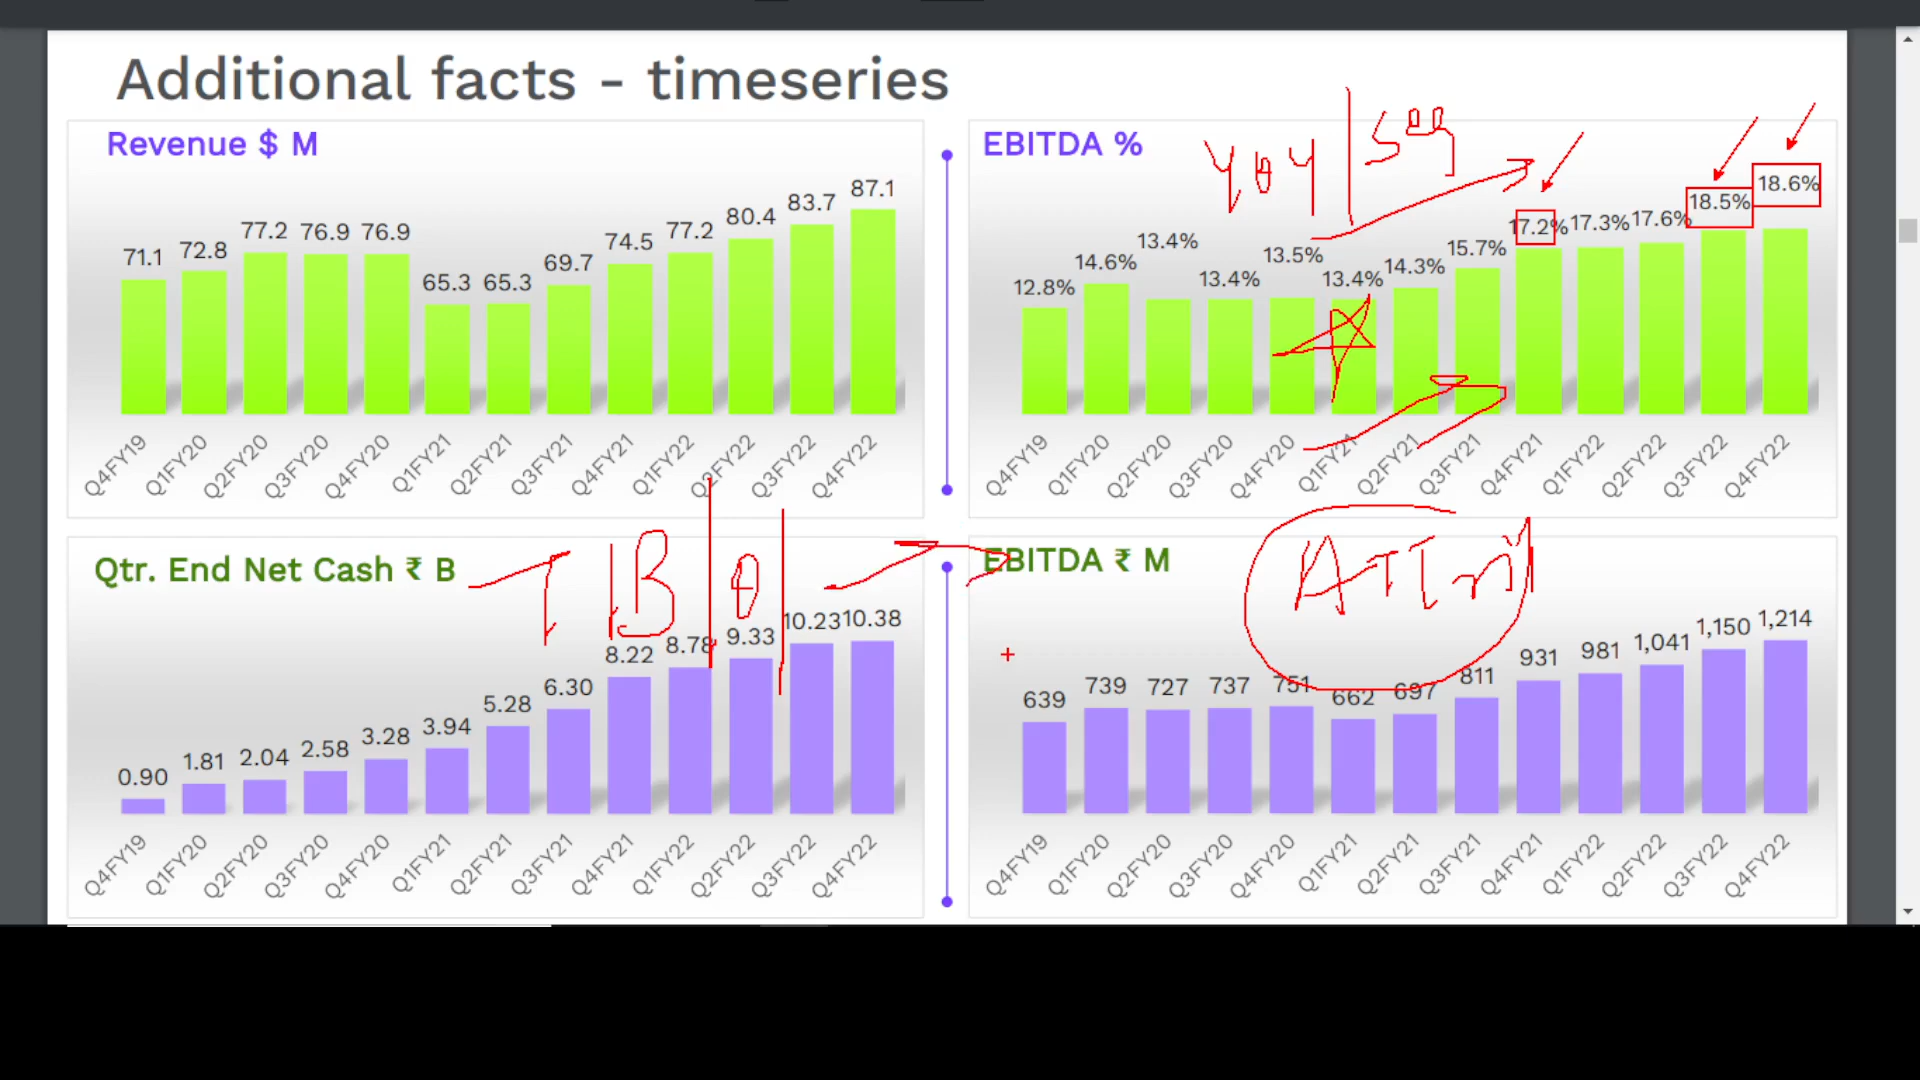 Additional facts - timeseries
Revenue $ M
71.1 72.8 77.2 76.9 76.9 65.3 65.3 69.7 74.5 77.2 80.4 83.7 87.1
Q4FY19 Q1FY20 Q2FY20 Q3FY20 Q4FY20 Q1FY21 Q2FY21 Q3FY21 Q4FY21 Q1FY22 Q2FY22 Q3FY22 Q4FY22
EBITDA %
YOY seq
12.8% 14.6% 13.4% 13.4% 13.5% 13.4% 14.3% 15.7% 17.2% 17.3% 17.6% 18.5% 18.6%
Q4FY19 Q1FY20 Q2FY20 Q3FY20 Q4FY20 Q1FY21 Q2FY21 Q3FY21 Q4FY21 Q1FY22 Q2FY22 Q3FY22 Q4FY22
Qtr. End Net Cash ₹ B
0.90 1.81 2.04 2.58 3.28 3.94 5.28 6.30 8.22 8.78 9.33 10.23 10.38
Q4FY19 Q1FY20 Q2FY20 Q3FY20 Q4FY20 Q1FY21 Q2FY21 Q3FY21 Q4FY21 Q1FY22 Q2FY22 Q3FY22 Q4FY22
EBITDA ₹ M
639 739 727 737 751 662 697 811 931 981 1,041 1,150 1,214
Q4FY19 Q1FY20 Q2FY20 Q3FY20 Q4FY20 Q1FY21 Q2FY21 Q3FY21 Q4FY21 Q1FY22 Q2FY22 Q3FY22 Q4FY22